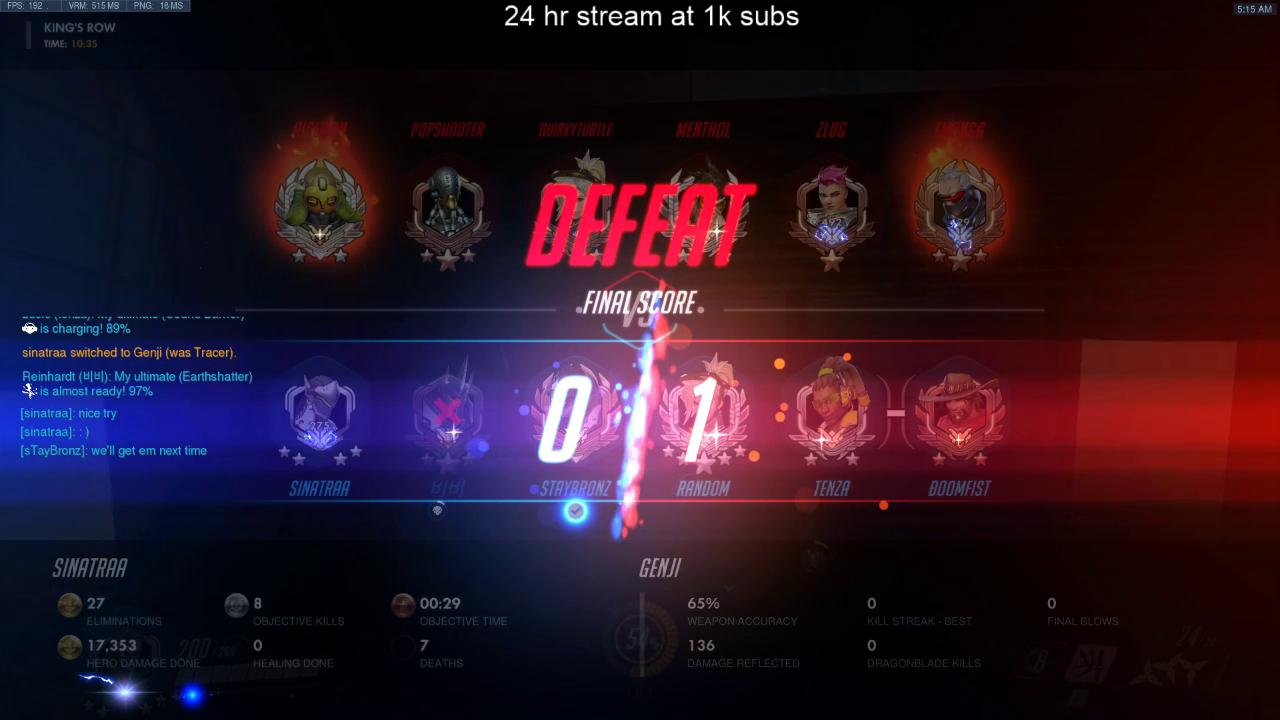 FPS: 192 VRM: 515 MB PNG: 16 MS
24 hr stream at 1k subs
5:15 AM
KING'S ROW
TIME: 10:35
POPSHOOTER QUIRKYTURTLE MENTHOL ZLUG
DEFEAT
FINAL SCORE
VS
is charging! 89%
sinatraa switched to Genji (was Tracer).
Reinhardt (비비): My ultimate (Earthshatter)
is almost ready! 97%
[sinatraa]: nice try
[sinatraa]: : )
[sTayBronz]: we'll get em next time
0 1
SINATRAA 비비 STAYBRONZ RANDOM TENZA ĐOOMFIST
SINATRAA GENJI
27 8 00:29 65% 0 0
ELIMINATIONS OBJECTIVE KILLS OBJECTIVE TIME WEAPON ACCURACY KILL STREAK - BEST FINAL BLOWS
17,353 0 7 136 0
HERO DAMAGE DONE HEALING DONE DEATHS DAMAGE REFLECTED DRAGONBLADE KILLS